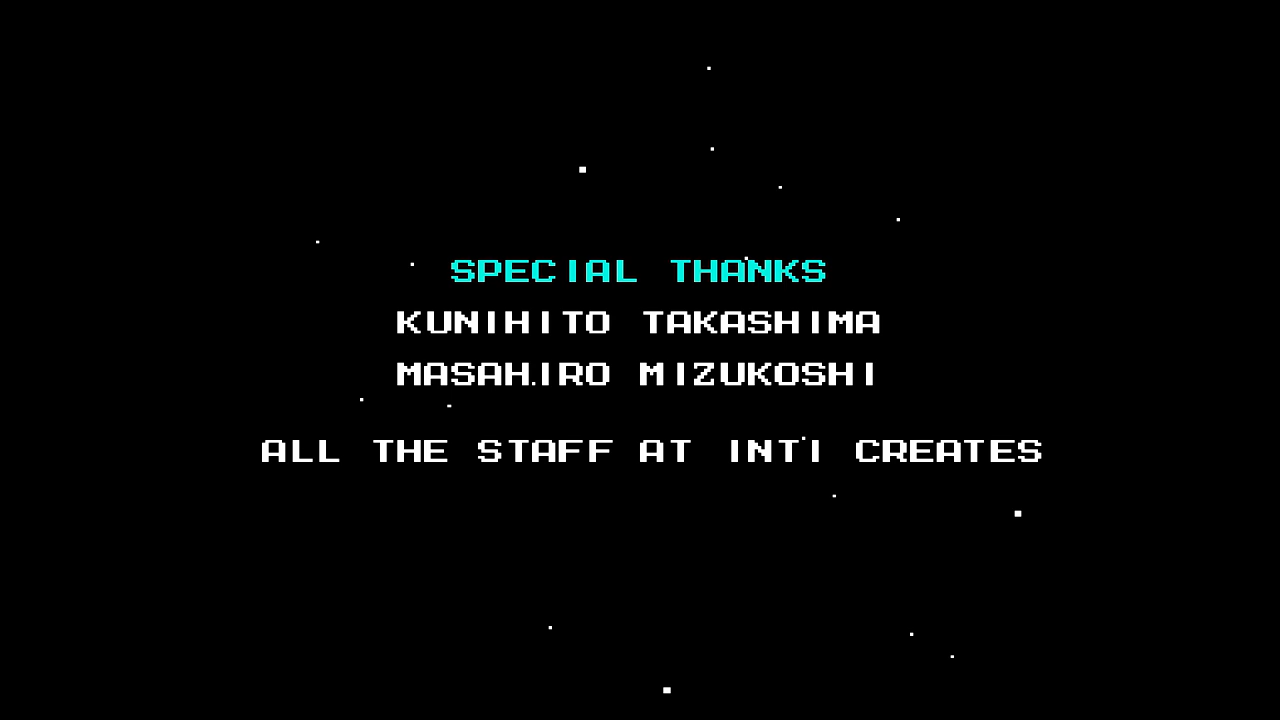 SPECIAL THANKS
KUNIHITO TAKASHIMA
MASAHIRO MIZUKOSHI
ALL THE STAFF AT INTI CREATES